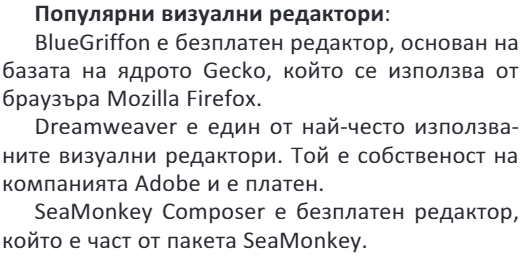 Популярни визуални редактори:
BlueGriffon е безплатен редактор, основан на
базата на ядрото Gecko, който се използва от
браузъра Mozilla Firefox.
Dreamweaver е един от най-често използва-
ните визуални редактори. Той е собственост на
компанията Adobe и е платен.
SeaMonkey Composer е безплатен редактор,
който е част от пакета SeaMonkey.